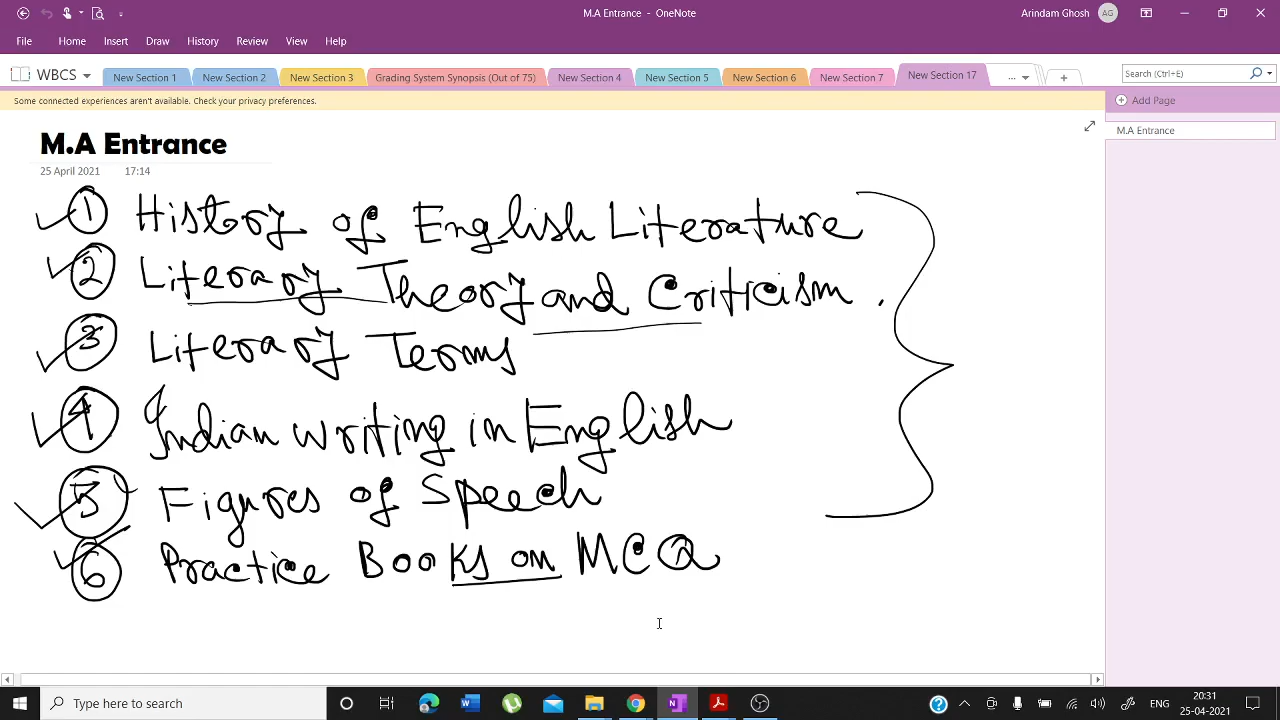 M.A Entrance - OneNote
Arindam Ghosh AG
File Home Insert Draw History Review View Help
WBCS New Section 1 New Section 2 New Section 3 Grading System Synopsis (Out of 75) New Section 4 New Section 5 New Section 6 New Section 7 New Section 17 ... + Search (Ctrl+E)
Some connected experiences aren't available. Check your privacy preferences.
Add Page
M.A Entrance
M.A Entrance
25 April 2021 17:14
1 History of English Literature
2 Literary Theory and Criticism.
3 Literary Terms
4 Indian writing in English
5 Figures of Speech
6 Practice Books on MCQ
Type here to search
ENG
20:31
25-04-2021